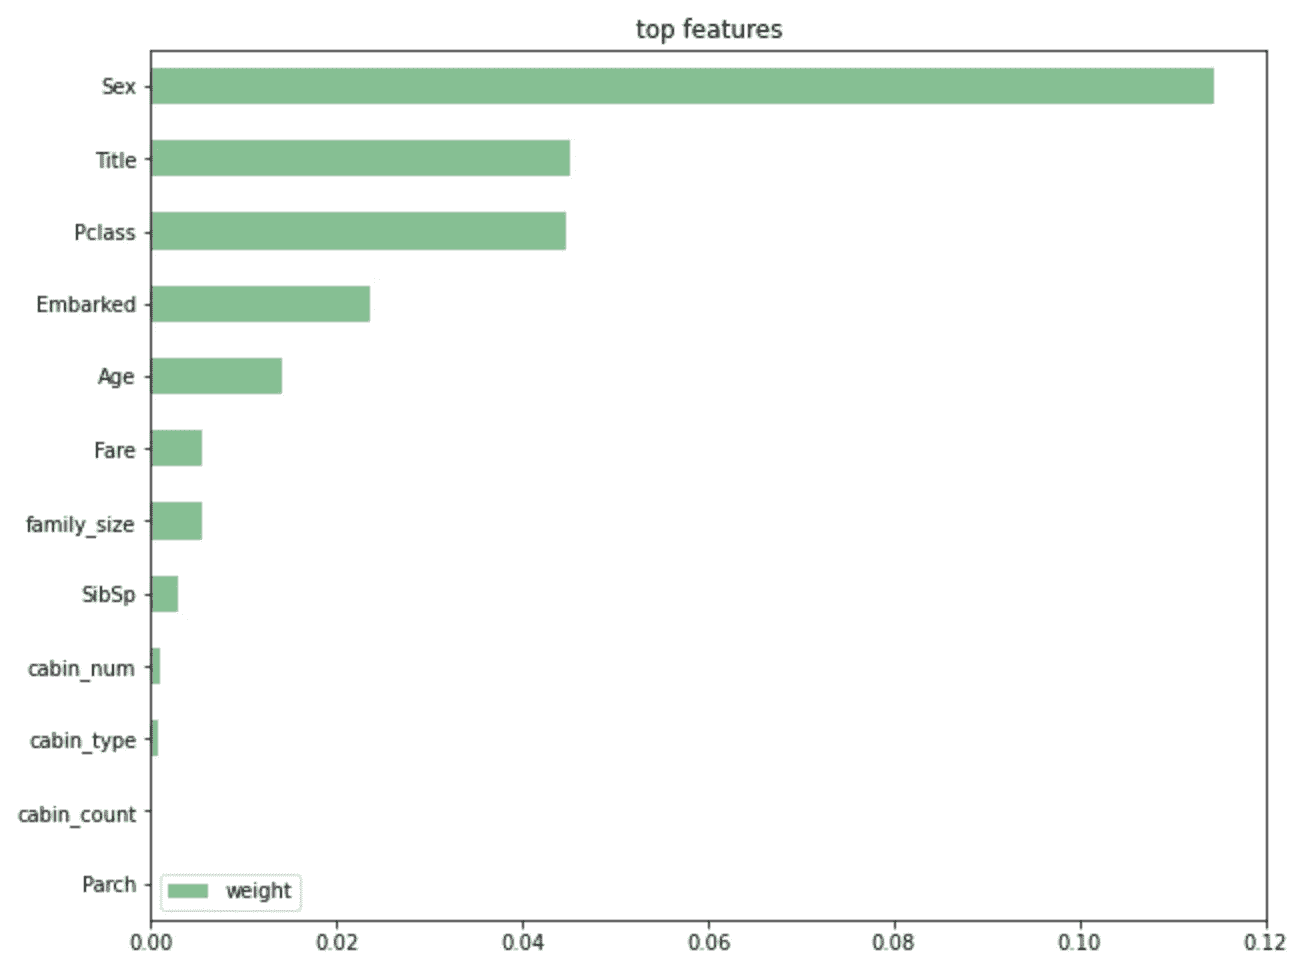 top features
Sex
Title
Pclass
Embarked
Age
Fare
family_size
SibSp
cabin_num
cabin_type
cabin_count
Parch
weight
0.00 0.02 0.04 0.06 0.08 0.10 0.12